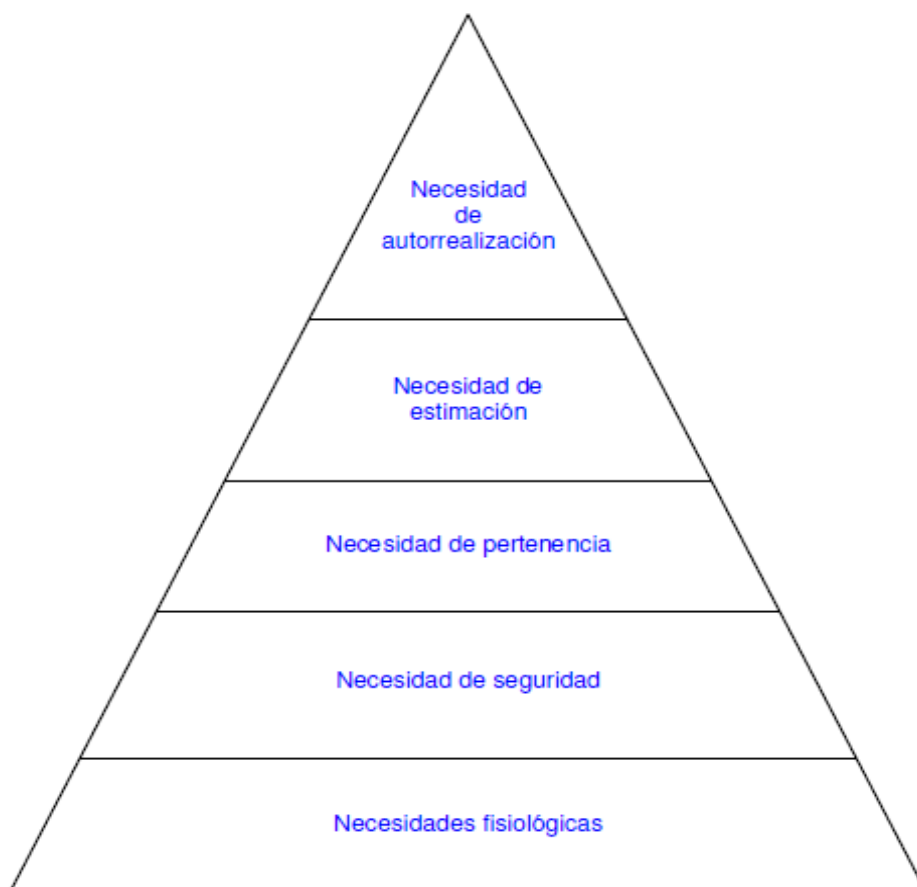 Necesidad
de
autorrealización
Necesidad de
estimación
Necesidad de pertenencia
Necesidad de seguridad
Necesidades fisiológicas